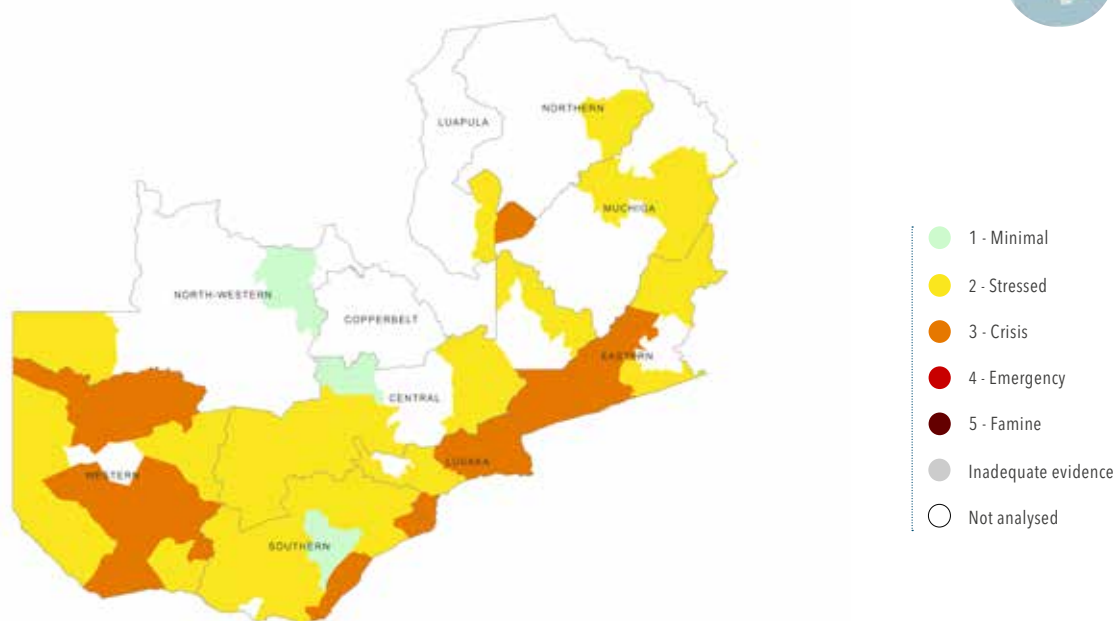 NORTHERN
LUAPULA
MUCHINGA
NORTH-WESTERN
COPPERBELT
EASTERN
CENTRAL
LUSAKA
WESTERN
SOUTHERN
1 - Minimal
2 - Stressed
3 - Crisis
4 - Emergency
5 - Famine
Inadequate evidence
Not analysed